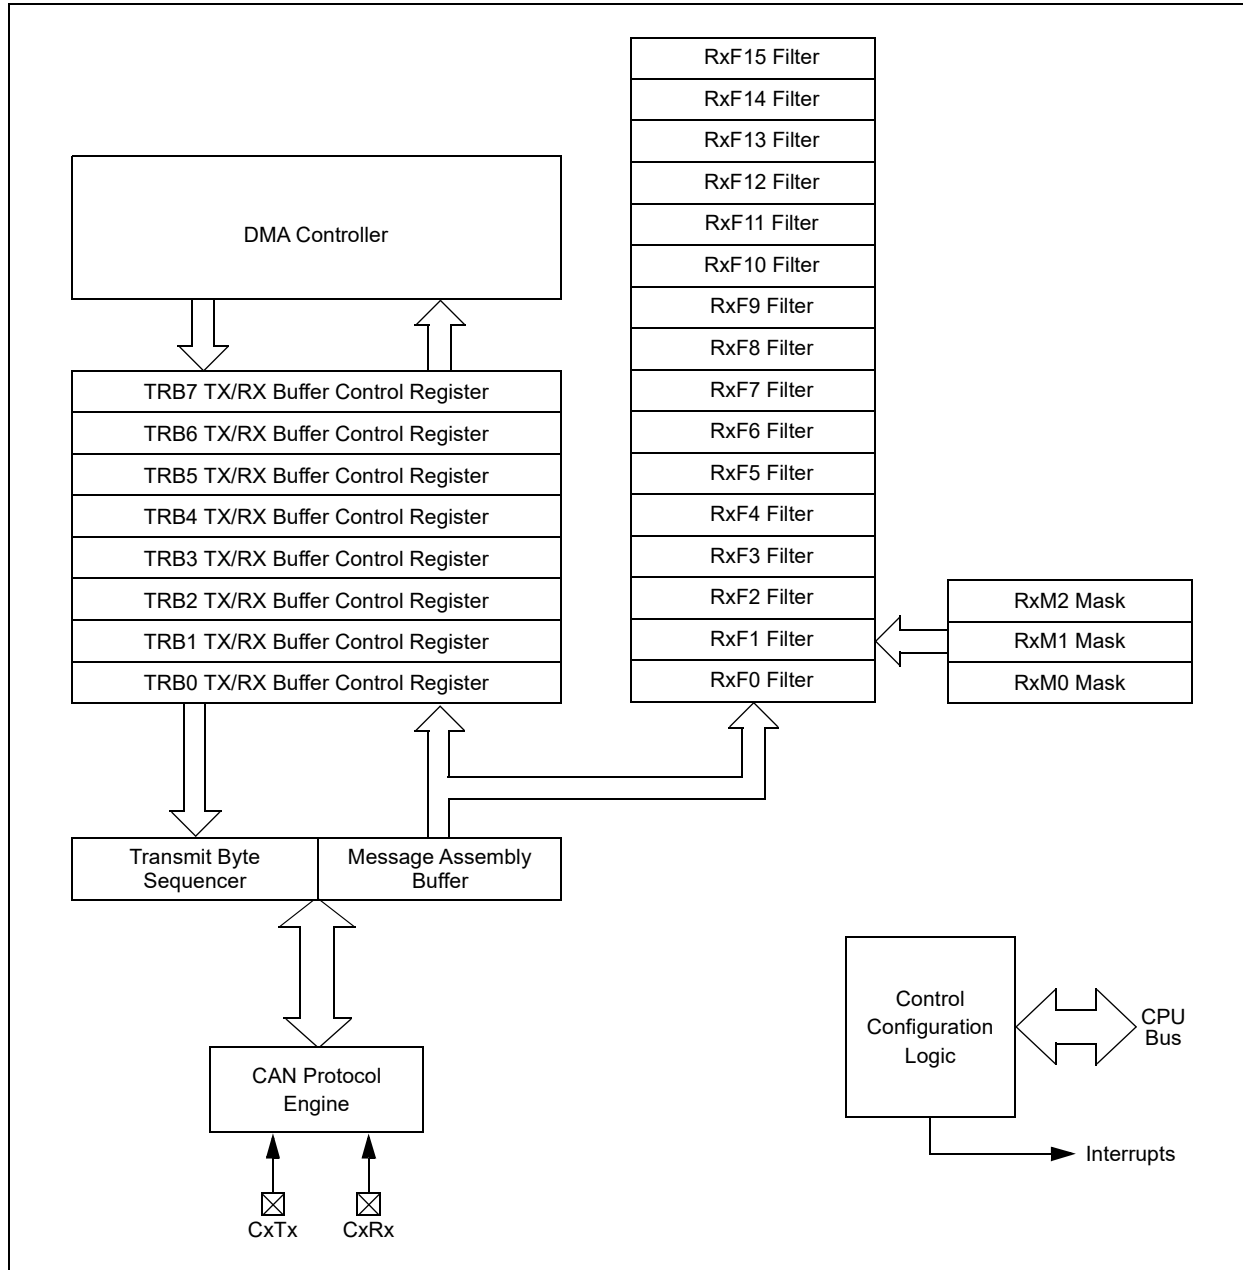 RxF15 Filter
RxF14 Filter
RxF13 Filter
RxF12 Filter
RxF11 Filter
RxF10 Filter
RxF9 Filter
RxF8 Filter
RxF7 Filter
RxF6 Filter
RxF5 Filter
RxF4 Filter
RxF3 Filter
RxF2 Filter
RxF1 Filter
RxF0 Filter
DMA Controller
TRB7 TX/RX Buffer Control Register
TRB6 TX/RX Buffer Control Register
TRB5 TX/RX Buffer Control Register
TRB4 TX/RX Buffer Control Register
TRB3 TX/RX Buffer Control Register
TRB2 TX/RX Buffer Control Register
TRB1 TX/RX Buffer Control Register
TRB0 TX/RX Buffer Control Register
RxM2 Mask
RxM1 Mask
RxM0 Mask
Transmit Byte
Sequencer
Message Assembly
Buffer
CAN Protocol
Engine
CxTx
CxRx
Control
Configuration
Logic
CPU
Bus
Interrupts